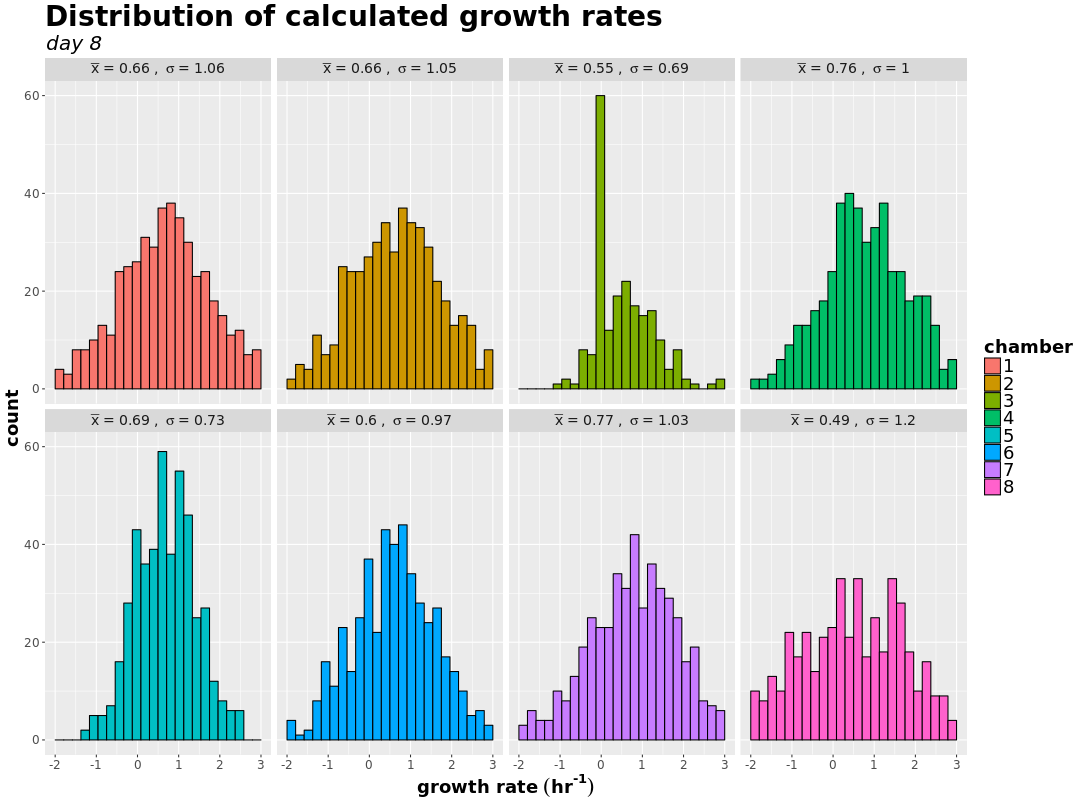 Distribution of calculated growth rates
day 8
x̅ = 0.66 , σ = 1.06
x̅ = 0.66 , σ = 1.05
x̅ = 0.55 , σ = 0.69
x̅ = 0.76 , σ = 1
60
40
20
0
x̅ = 0.69 , σ = 0.73
x̅ = 0.6 , σ = 0.97
x̅ = 0.77 , σ = 1.03
x̅ = 0.49 , σ = 1.2
60
40
20
0
-2 -1 0 1 2 3
-2 -1 0 1 2 3
-2 -1 0 1 2 3
-2 -1 0 1 2 3
count
growth rate (hr⁻¹)
chamber
1
2
3
4
5
6
7
8